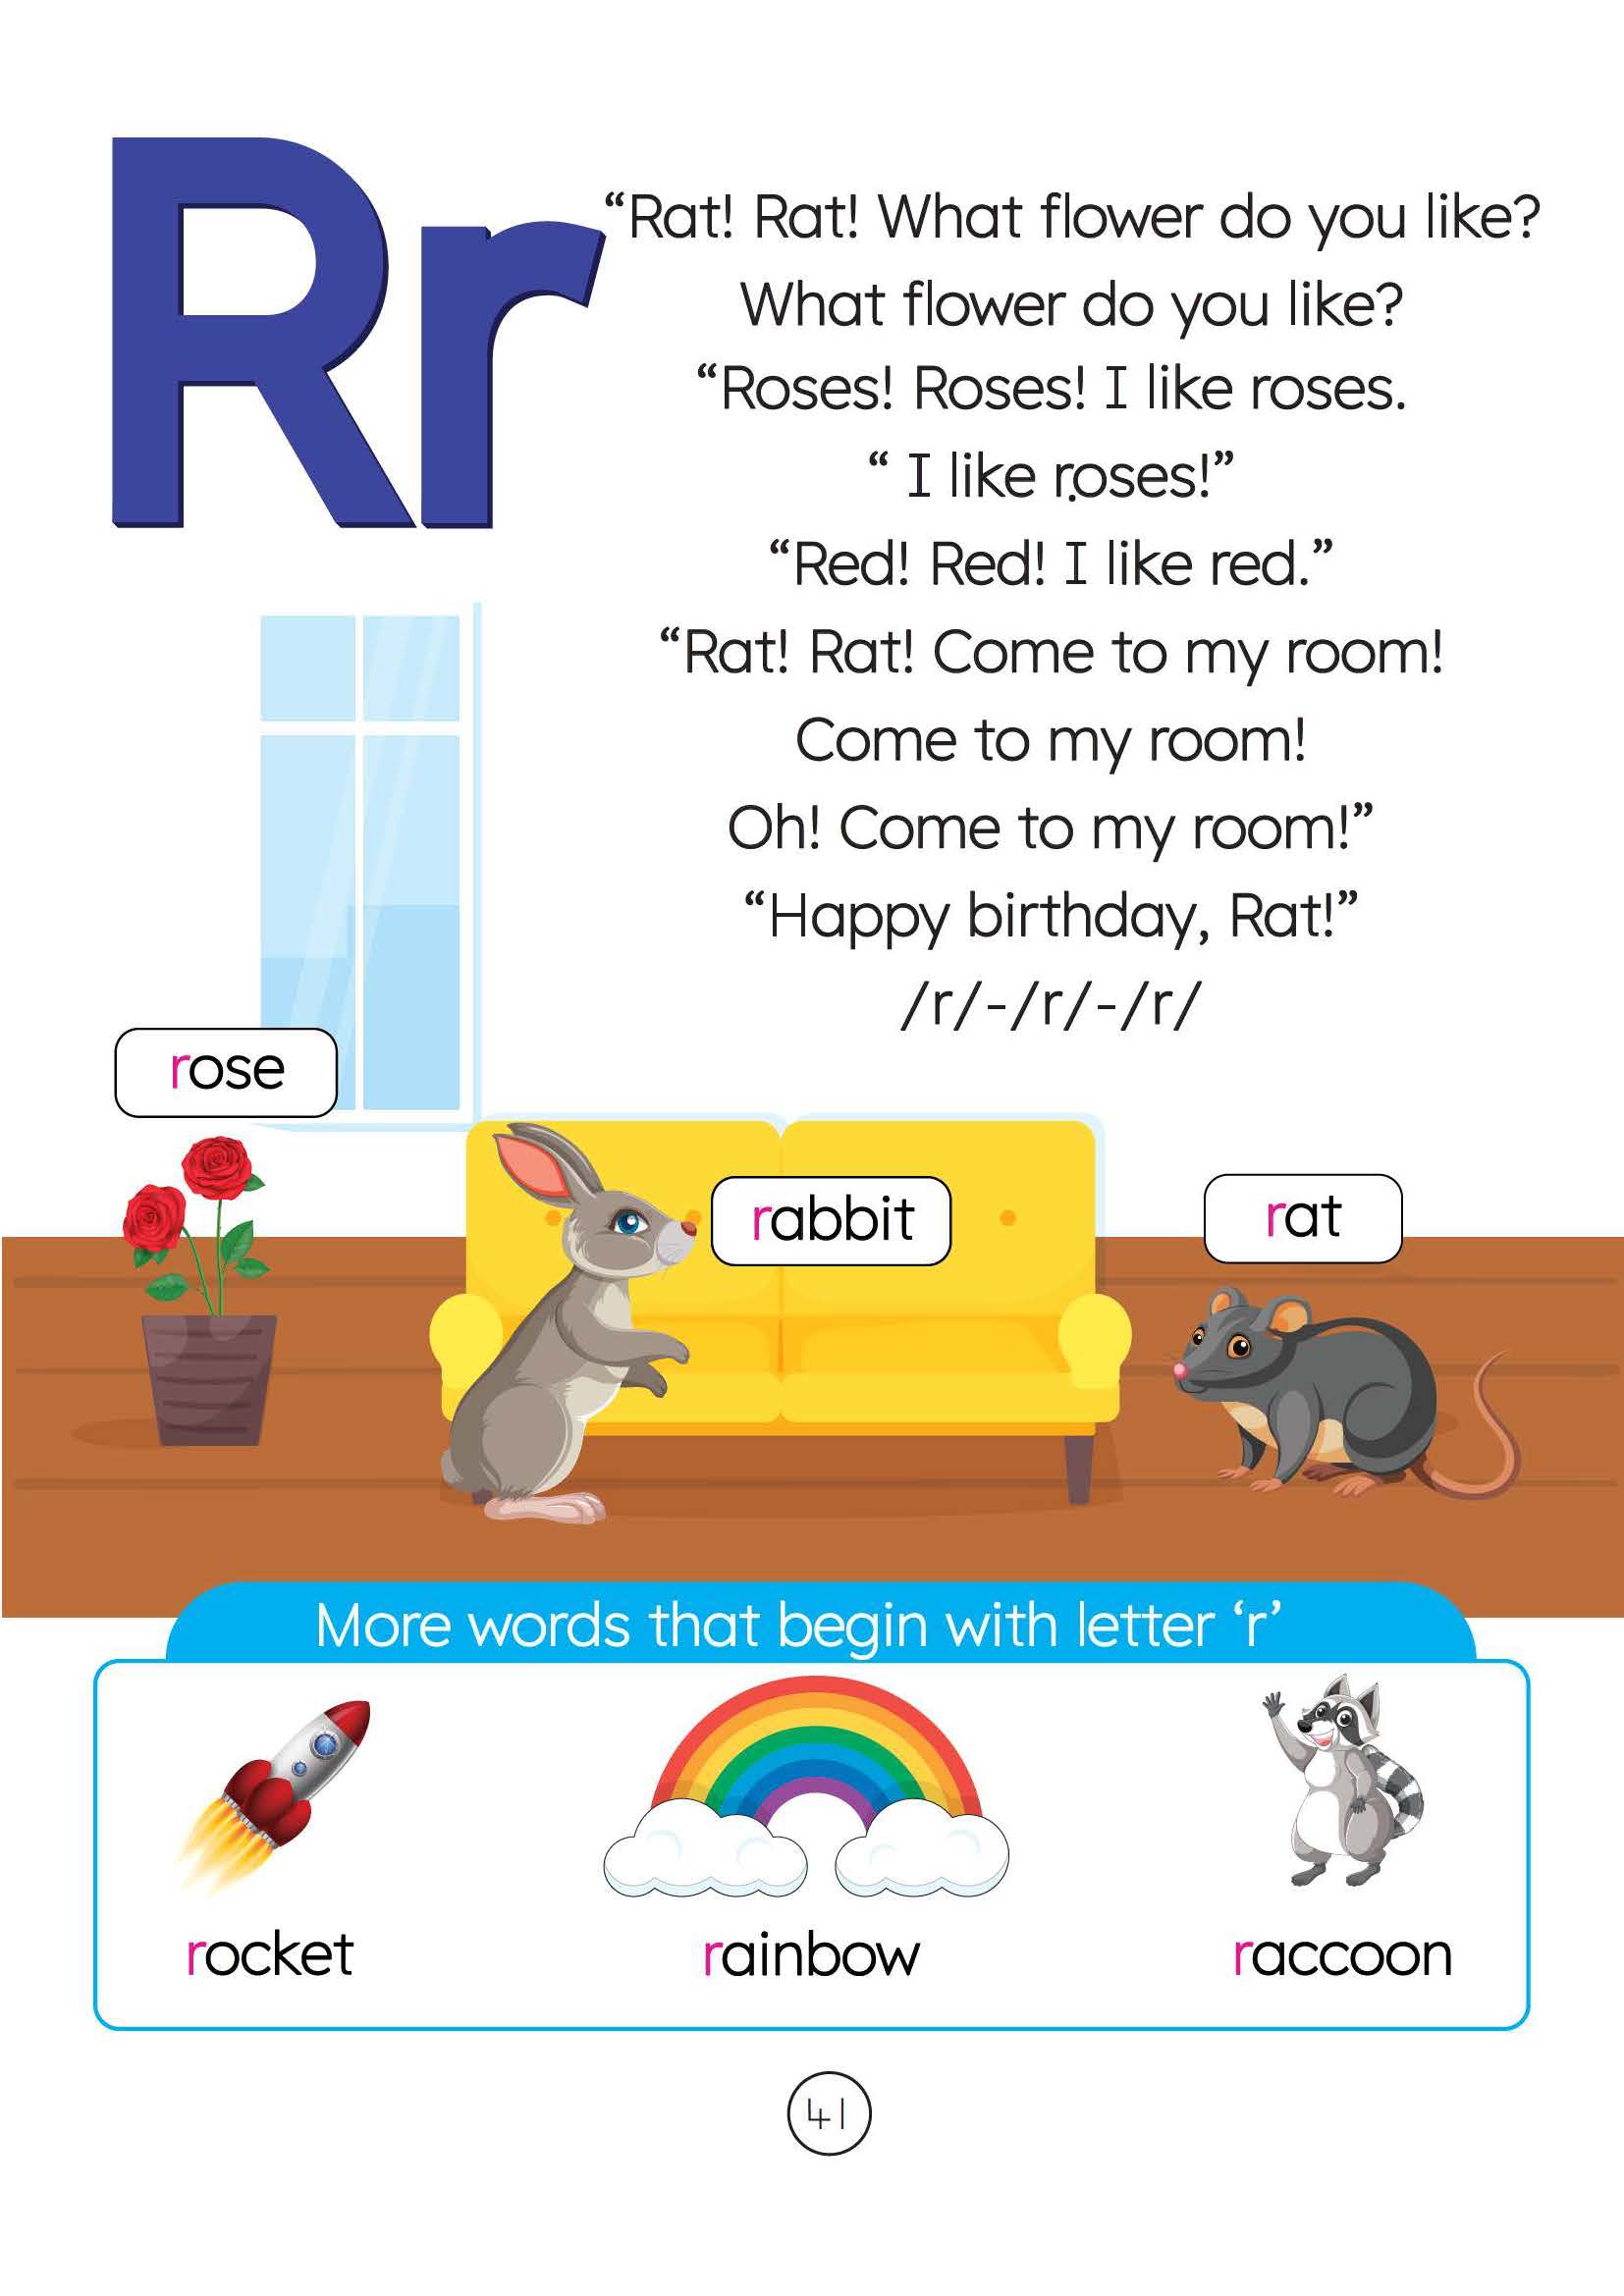 Rr
“Rat! Rat! What flower do you like?
What flower do you like?
“Roses! Roses! I like roses.
“ I like roses!”
“Red! Red! I like red.”
“Rat! Rat! Come to my room!
Come to my room!
Oh! Come to my room!”
“Happy birthday, Rat!”
/r/-/r/-/r/
rose
rabbit
rat
More words that begin with letter ‘r’
rocket
rainbow
raccoon
41